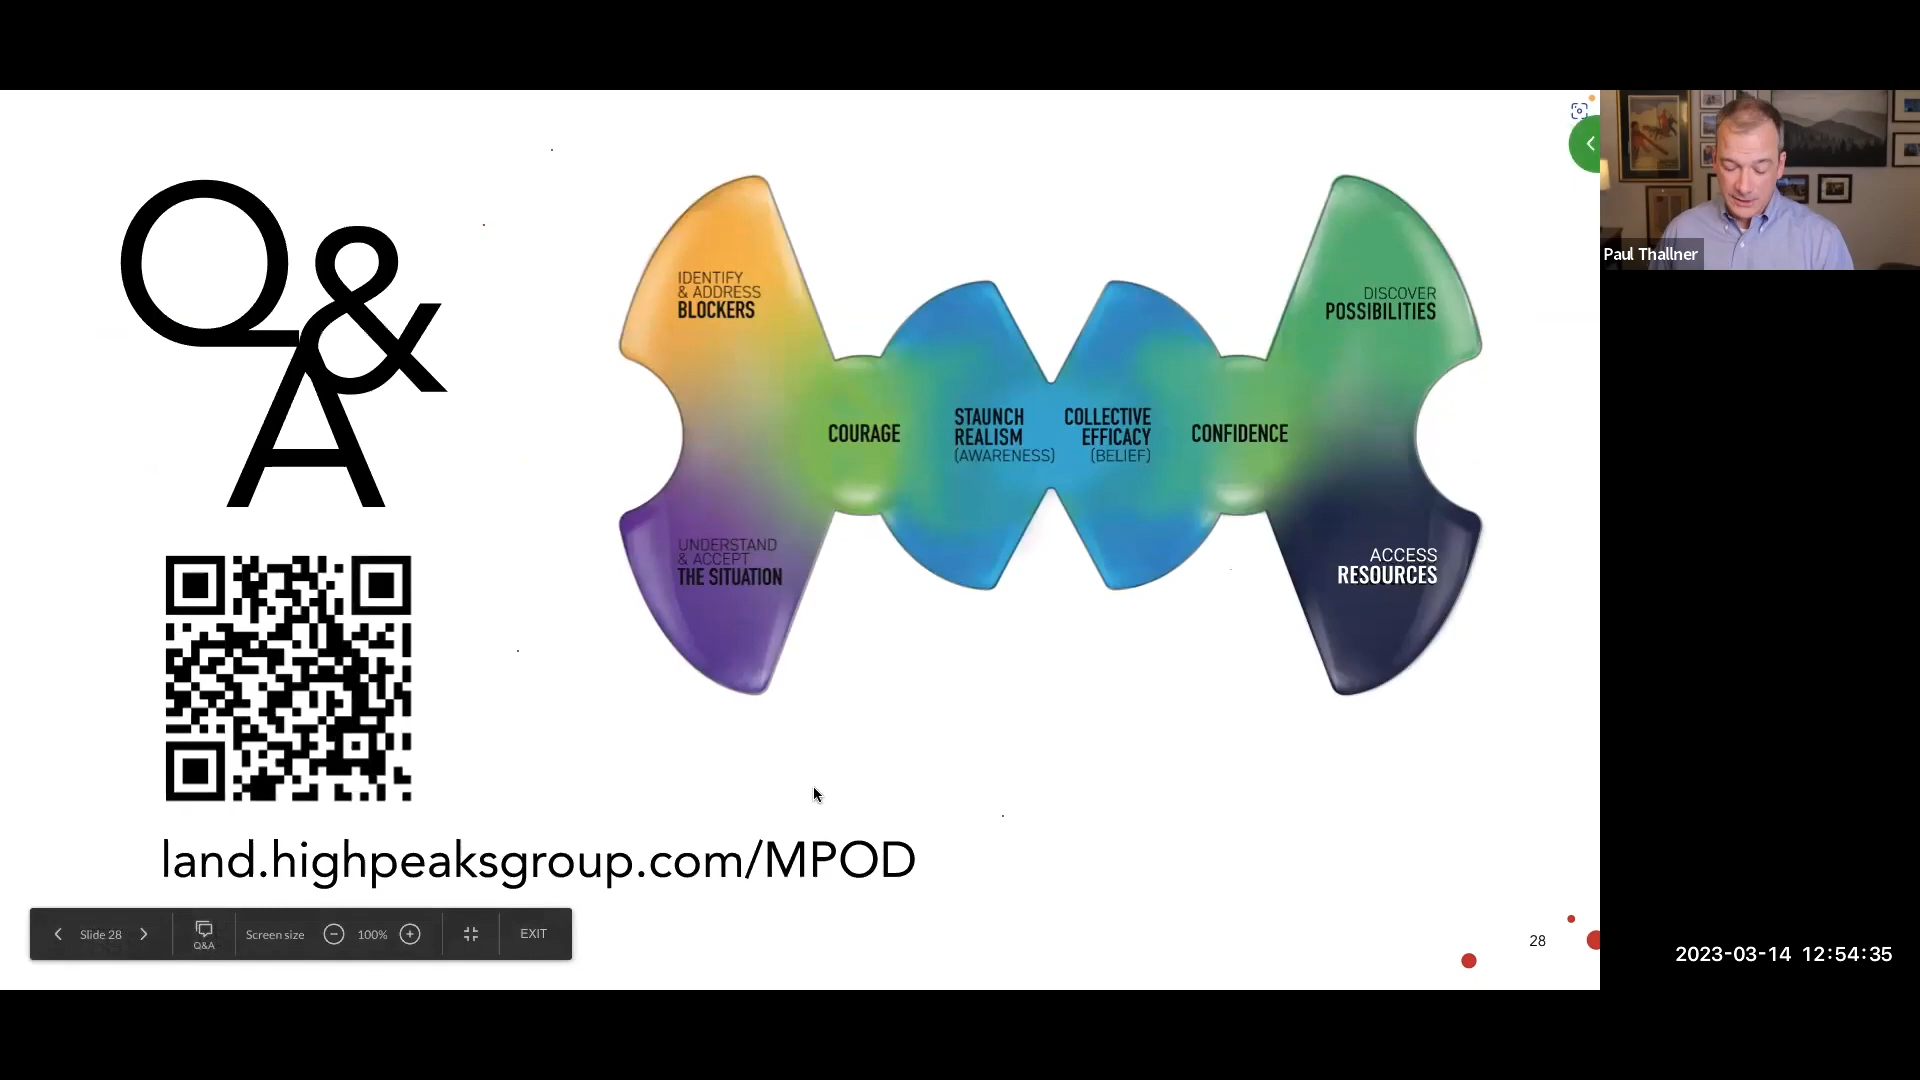 Q&
A
IDENTIFY
& ADDRESS
BLOCKERS
UNDERSTAND
& ACCEPT
THE SITUATION
COURAGE
STAUNCH
REALISM
(AWARENESS)
COLLECTIVE
EFFICACY
(BELIEF)
CONFIDENCE
DISCOVER
POSSIBILITIES
ACCESS
RESOURCES
land.highpeaksgroup.com/MPOD
Slide 28
Q&A
Screen size
100%
EXIT
28
Paul Thallner
2023-03-14 12:54:35